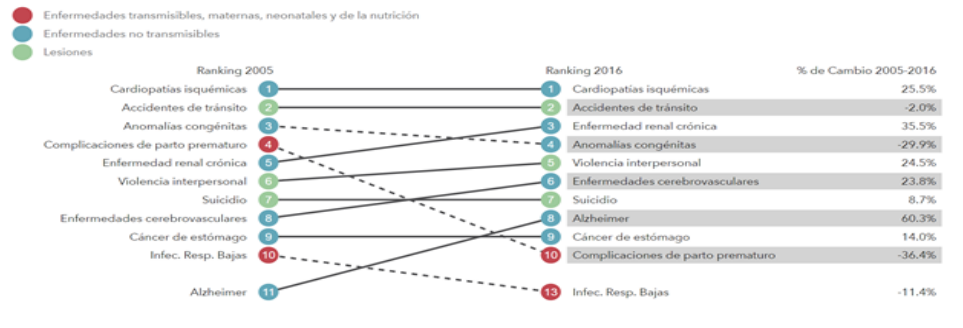 Enfermedades transmisibles, maternas, neonatales y de la nutrición
Enfermedades no transmisibles
Lesiones
Ranking 2005 Ranking 2016 % de Cambio 2005-2016
Cardiopatías isquémicas 1 1 Cardiopatías isquémicas 25.5%
Accidentes de tránsito 2 2 Accidentes de tránsito -2.0%
Anomalías congénitas 3 3 Enfermedad renal crónica 35.5%
Complicaciones de parto prematuro 4 4 Anomalías congénitas -29.9%
Enfermedad renal crónica 5 5 Violencia interpersonal 24.5%
Violencia interpersonal 6 6 Enfermedades cerebrovasculares 23.8%
Suicidio 7 7 Suicidio 8.7%
Enfermedades cerebrovasculares 8 8 Alzheimer 60.3%
Cáncer de estómago 9 9 Cáncer de estómago 14.0%
Infec. Resp. Bajas 10 10 Complicaciones de parto prematuro -36.4%
Alzheimer 11 13 Infec. Resp. Bajas -11.4%